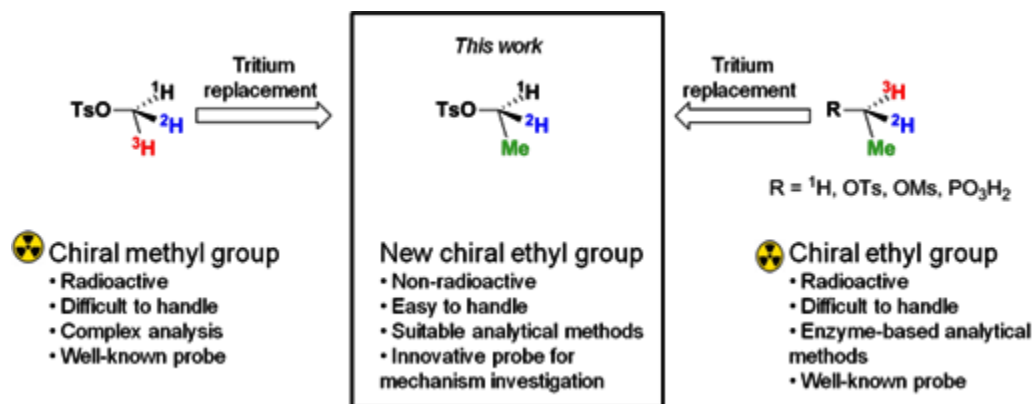 This work
Tritium
replacement
Tritium
replacement
TsO
¹H
²H
³H
TsO
¹H
²H
Me
R
³H
²H
Me
R = ¹H, OTs, OMs, PO₃H₂
Chiral methyl group
• Radioactive
• Difficult to handle
• Complex analysis
• Well-known probe
New chiral ethyl group
• Non-radioactive
• Easy to handle
• Suitable analytical methods
• Innovative probe for
mechanism investigation
Chiral ethyl group
• Radioactive
• Difficult to handle
• Enzyme-based analytical
methods
• Well-known probe